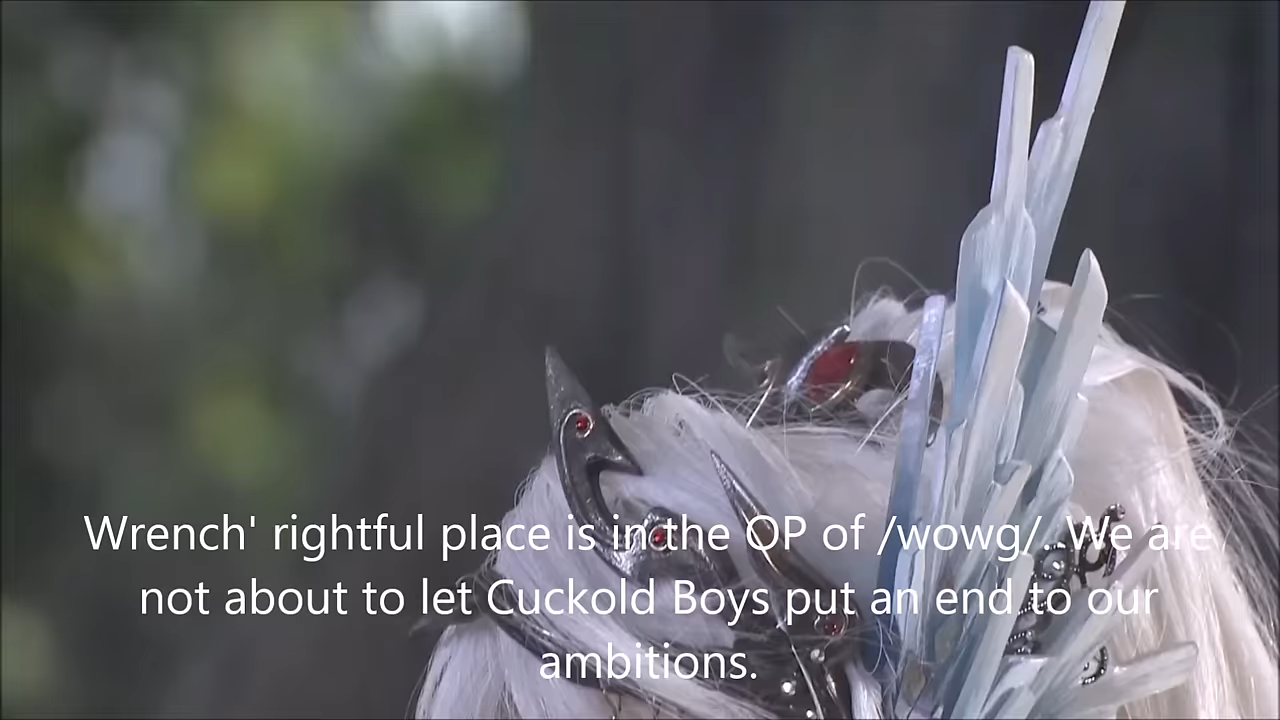 Wrench' rightful place is in the OP of /wowg/. We are
not about to let Cuckold Boys put an end to our
ambitions.